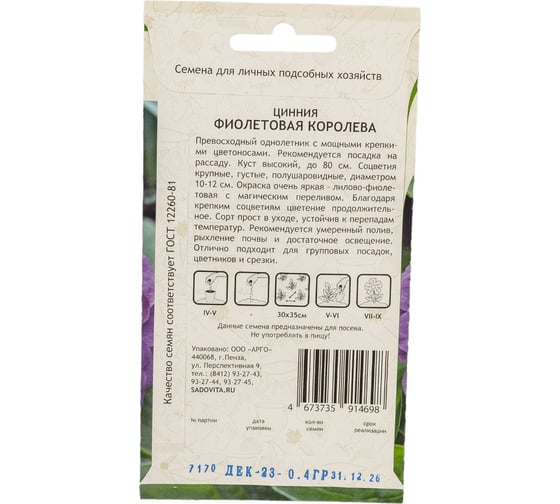 Семена для личных подсобных хозяйств
ЦИННИЯ
ФИОЛЕТОВАЯ КОРОЛЕВА
Превосходный однолетник с мощными крепки-
ми цветоносами. Рекомендуется посадка на
рассаду. Куст высокий, до 80 см. Соцветия
крупные, густые, полушаровидные, диаметром
10-12 см. Окраска очень яркая - лилово-фиоле-
товая с магическим переливом. Благодаря
крепким соцветиям цветение продолжитель-
ное. Сорт прост в уходе, устойчив к перепадам
температур. Рекомендуется умеренный полив,
рыхление почвы и достаточное освещение.
Отлично подходит для групповых посадок,
цветников и срезки.
IV-V - 30х35см V-VI VII-IX
Данные семена предназначены для посева.
Не употреблять в пищу!
Упаковано: ООО «АРГО»
440068, г.Пенза,
ул. Перспективная 9,
тел.: (8412) 93-27-43,
93-27-44, 93-27-45,
SADOVITA.RU
4 673735 914698
№ партии дата упаковки кол-во семян срок реализации
7170 ДЕК-23- 0.4ГР 31.12.26
Качество семян соответствует ГОСТ 12260-81